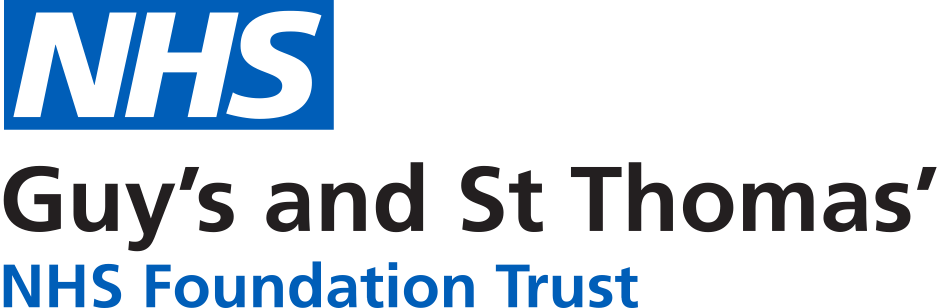 NHS
Guy’s and St Thomas’
NHS Foundation Trust